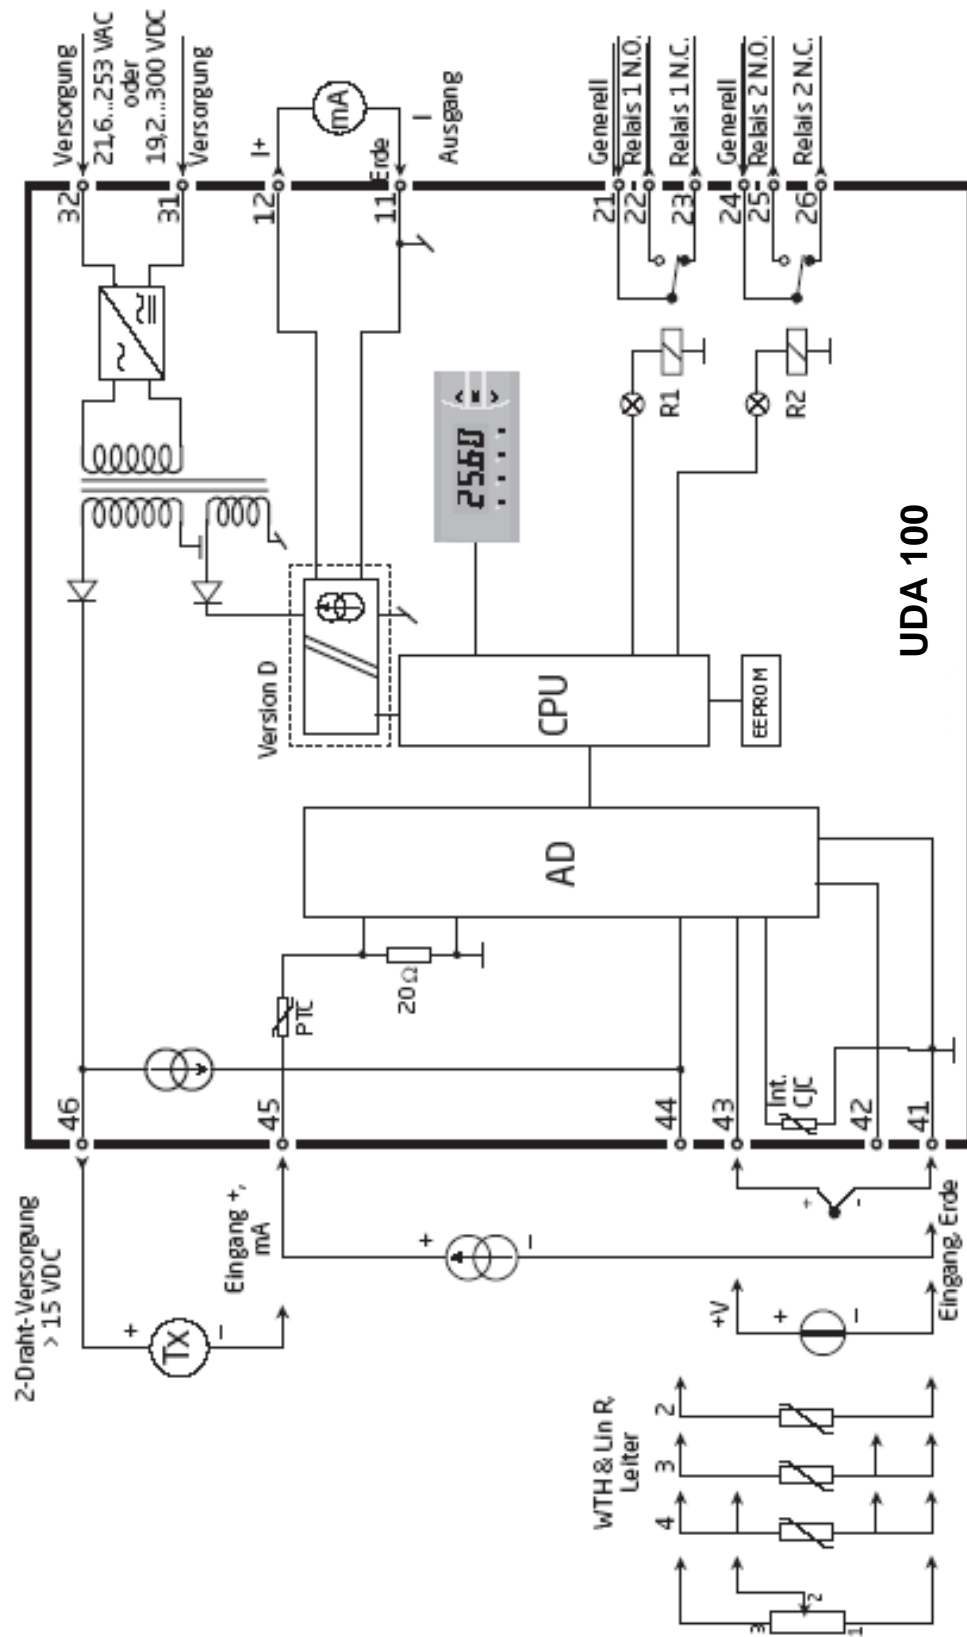 2-Draht-Versorgung
> 15 VDC
+
TX
–
Eingang +,
mA
+
–
+V
+
–
+
-
Eingang, Erde
WTH & Lin R,
Leiter
2
3
4
3
2
1
46
45
44
43
42
41
PTC
20 Ω
Int.
CJC
AD
CPU
EEPROM
Version D
25.60
R1
R2
UDA 100
32
31
12
11
21
22
23
24
25
26
Versorgung
21,6...253 VAC
oder
19,2...300 VDC
Versorgung
I+
mA
Erde
I
Ausgang
Generell
Relais 1 N.O.
Relais 1 N.C.
Generell
Relais 2 N.O.
Relais 2 N.C.